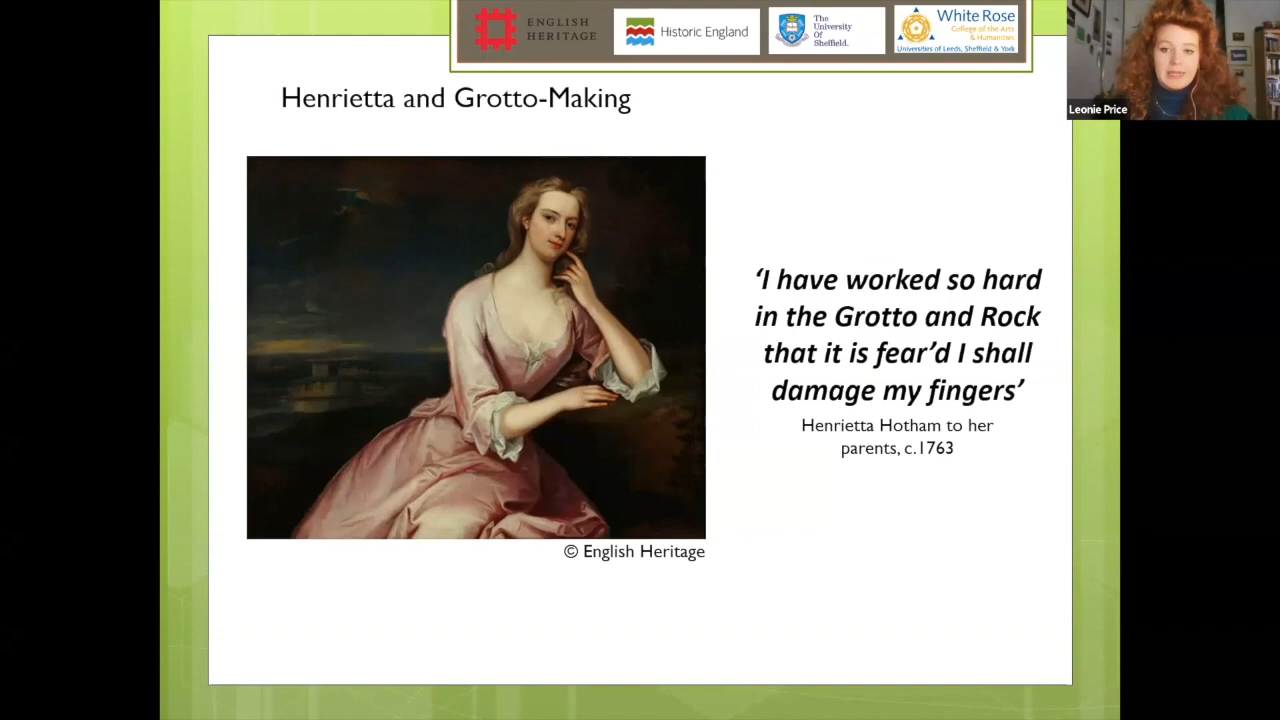 ENGLISH
HERITAGE
Historic England
The
University
Of
Sheffield.
White Rose
College of the Arts
& Humanities
Universities of Leeds, Sheffield & York
Leonie Price
Henrietta and Grotto-Making
‘I have worked so hard
in the Grotto and Rock
that it is fear’d I shall
damage my fingers’
Henrietta Hotham to her
parents, c.1763
© English Heritage